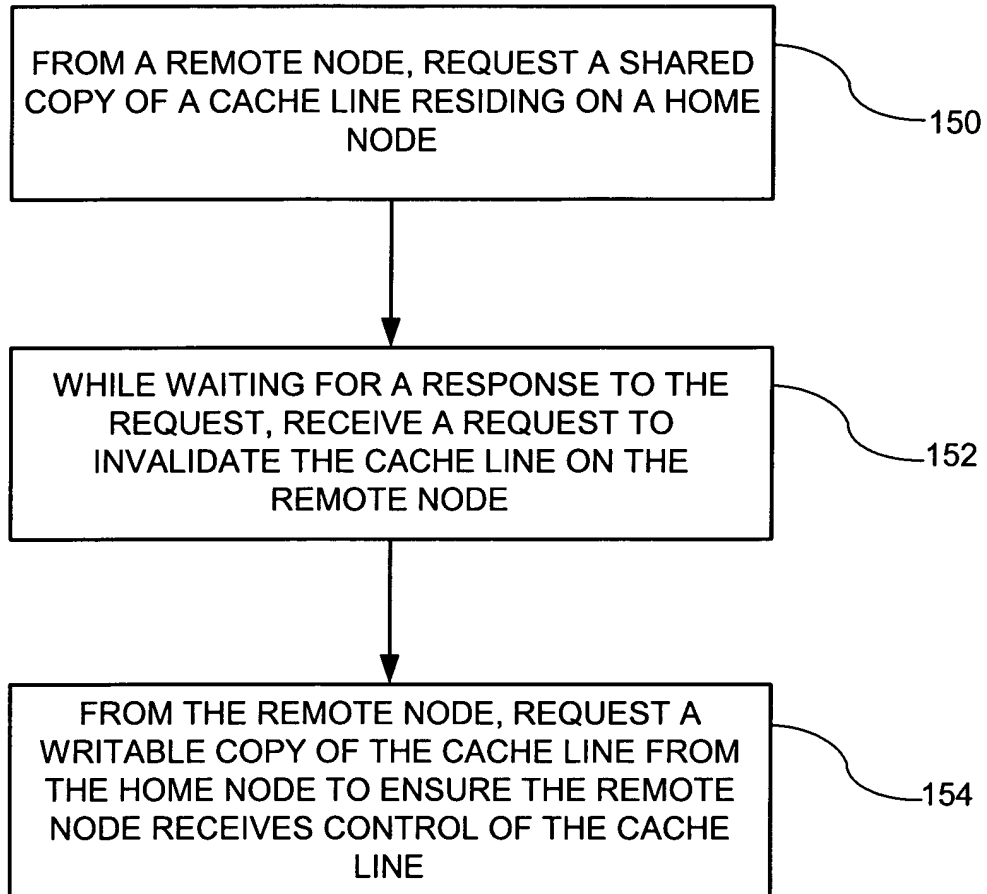 FROM A REMOTE NODE, REQUEST A SHARED
COPY OF A CACHE LINE RESIDING ON A HOME
NODE
150
WHILE WAITING FOR A RESPONSE TO THE
REQUEST, RECEIVE A REQUEST TO
INVALIDATE THE CACHE LINE ON THE
REMOTE NODE
152
FROM THE REMOTE NODE, REQUEST A
WRITABLE COPY OF THE CACHE LINE FROM
THE HOME NODE TO ENSURE THE REMOTE
NODE RECEIVES CONTROL OF THE CACHE
LINE
154